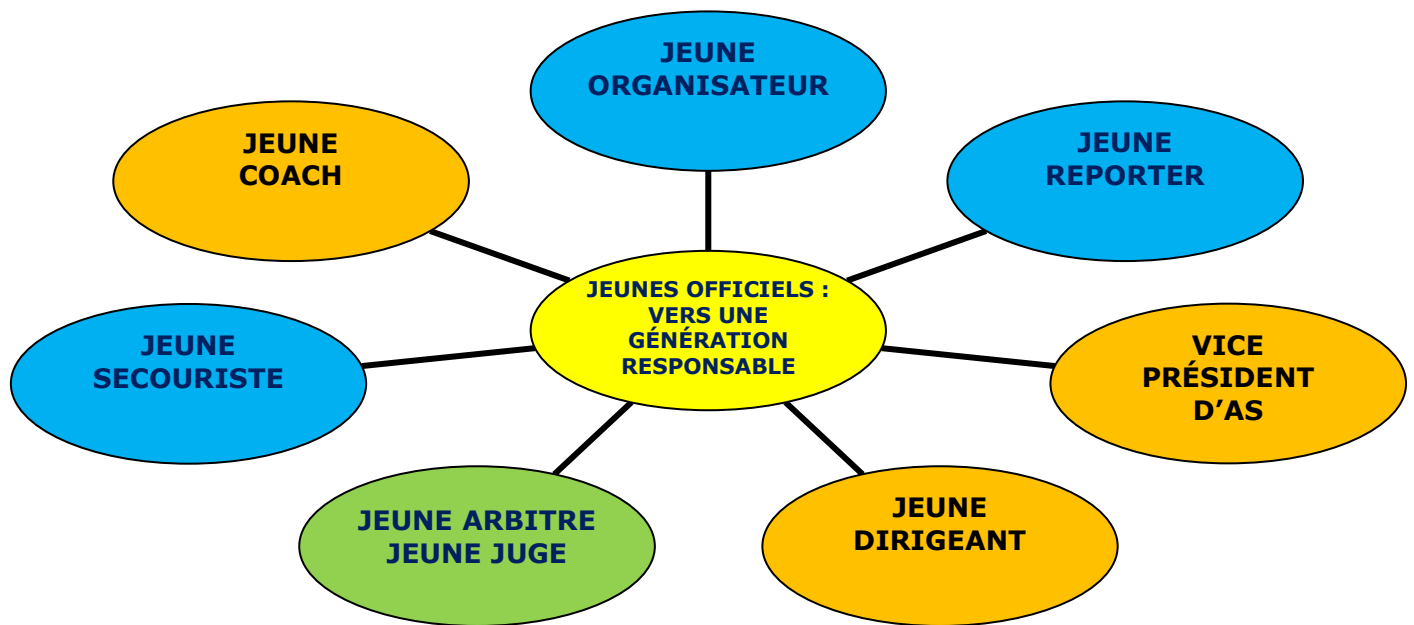 JEUNE
ORGANISATEUR
JEUNE
COACH
JEUNE
REPORTER
JEUNES OFFICIELS :
VERS UNE
GÉNÉRATION
RESPONSABLE
JEUNE
SECOURISTE
VICE
PRÉSIDENT
D’AS
JEUNE ARBITRE
JEUNE JUGE
JEUNE
DIRIGEANT